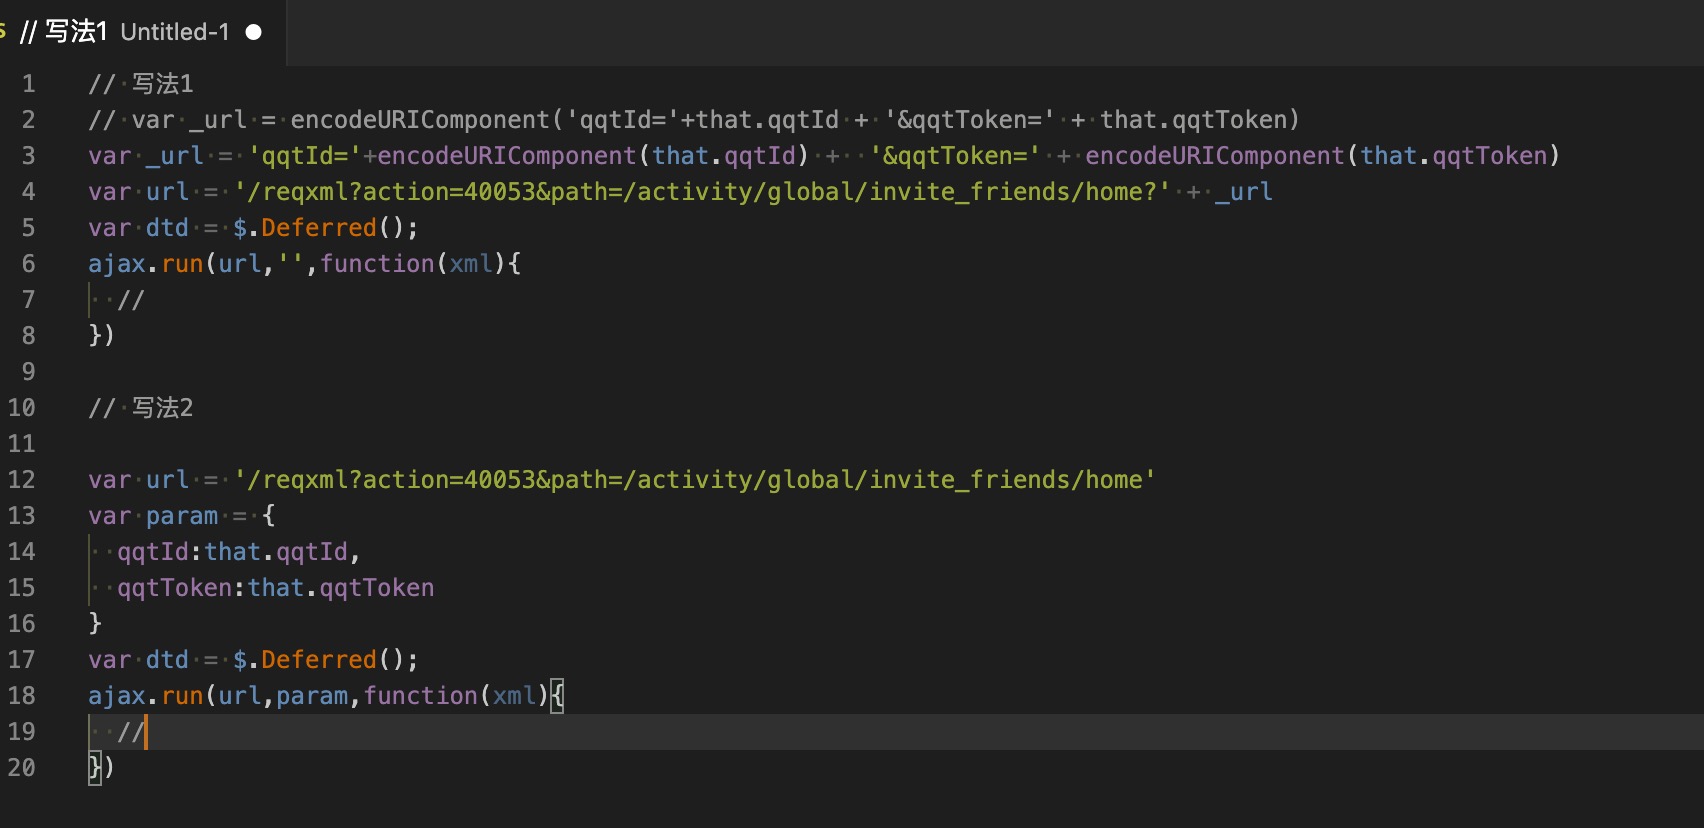 // 写法1 Untitled-1
1 // 写法1
2 // var _url = encodeURIComponent('qqtId='+that.qqtId + '&qqtToken=' + that.qqtToken)
3 var _url = 'qqtId='+encodeURIComponent(that.qqtId) +  '&qqtToken=' + encodeURIComponent(that.qqtToken)
4 var url = '/reqxml?action=40053&path=/activity/global/invite_friends/home?' + _url
5 var dtd = $.Deferred();
6 ajax.run(url,'',function(xml){
7   //
8 })
9
10 // 写法2
11
12 var url = '/reqxml?action=40053&path=/activity/global/invite_friends/home'
13 var param = {
14   qqtId:that.qqtId,
15   qqtToken:that.qqtToken
16 }
17 var dtd = $.Deferred();
18 ajax.run(url,param,function(xml){
19   //
20 })